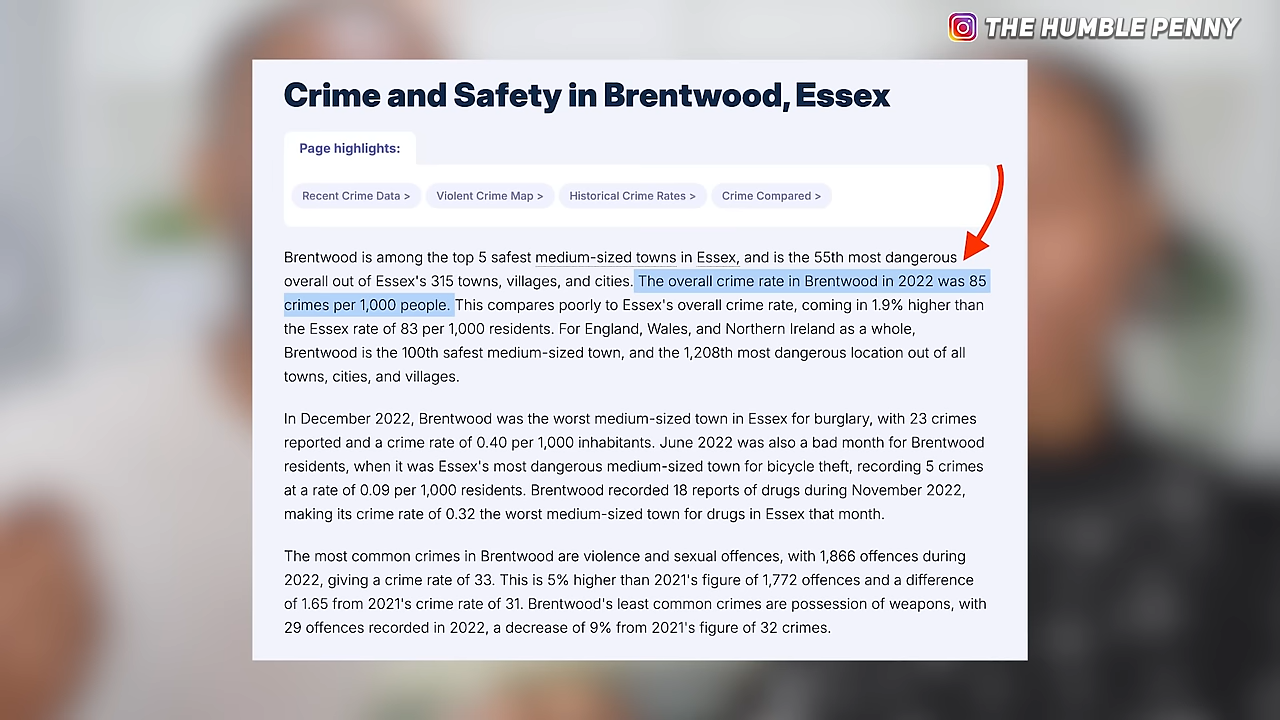 THE HUMBLE PENNY
Crime and Safety in Brentwood, Essex
Page highlights:
Recent Crime Data >
Violent Crime Map >
Historical Crime Rates >
Crime Compared >
Brentwood is among the top 5 safest medium-sized towns in Essex, and is the 55th most dangerous
overall out of Essex's 315 towns, villages, and cities. The overall crime rate in Brentwood in 2022 was 85
crimes per 1,000 people. This compares poorly to Essex's overall crime rate, coming in 1.9% higher than
the Essex rate of 83 per 1,000 residents. For England, Wales, and Northern Ireland as a whole,
Brentwood is the 100th safest medium-sized town, and the 1,208th most dangerous location out of all
towns, cities, and villages.
In December 2022, Brentwood was the worst medium-sized town in Essex for burglary, with 23 crimes
reported and a crime rate of 0.40 per 1,000 inhabitants. June 2022 was also a bad month for Brentwood
residents, when it was Essex's most dangerous medium-sized town for bicycle theft, recording 5 crimes
at a rate of 0.09 per 1,000 residents. Brentwood recorded 18 reports of drugs during November 2022,
making its crime rate of 0.32 the worst medium-sized town for drugs in Essex that month.
The most common crimes in Brentwood are violence and sexual offences, with 1,866 offences during
2022, giving a crime rate of 33. This is 5% higher than 2021's figure of 1,772 offences and a difference
of 1.65 from 2021's crime rate of 31. Brentwood's least common crimes are possession of weapons, with
29 offences recorded in 2022, a decrease of 9% from 2021's figure of 32 crimes.